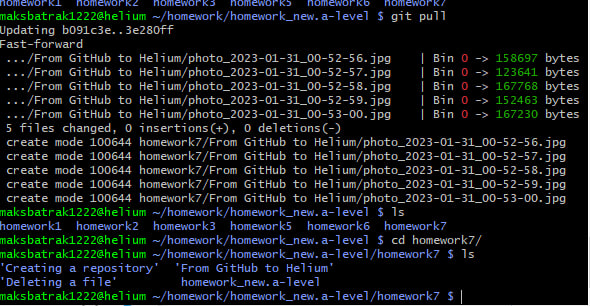 homework1 homework2 homework3 homework4 homework5 homework6 homework7
maksbatrak1222@helium ~/homework/homework_new.a-level $ git pull
Updating b091c3e..3e280ff
Fast-forward
.../From GitHub to Helium/photo_2023-01-31_00-52-56.jpg | Bin 0 -> 158697 bytes
.../From GitHub to Helium/photo_2023-01-31_00-52-57.jpg | Bin 0 -> 123641 bytes
.../From GitHub to Helium/photo_2023-01-31_00-52-58.jpg | Bin 0 -> 167768 bytes
.../From GitHub to Helium/photo_2023-01-31_00-52-59.jpg | Bin 0 -> 152463 bytes
.../From GitHub to Helium/photo_2023-01-31_00-53-00.jpg | Bin 0 -> 167230 bytes
5 files changed, 0 insertions(+), 0 deletions(-)
create mode 100644 homework7/From GitHub to Helium/photo_2023-01-31_00-52-56.jpg
create mode 100644 homework7/From GitHub to Helium/photo_2023-01-31_00-52-57.jpg
create mode 100644 homework7/From GitHub to Helium/photo_2023-01-31_00-52-58.jpg
create mode 100644 homework7/From GitHub to Helium/photo_2023-01-31_00-52-59.jpg
create mode 100644 homework7/From GitHub to Helium/photo_2023-01-31_00-53-00.jpg
maksbatrak1222@helium ~/homework/homework_new.a-level $ ls
homework1 homework2 homework3 homework4 homework5 homework6 homework7
maksbatrak1222@helium ~/homework/homework_new.a-level $ cd homework7/
maksbatrak1222@helium ~/homework/homework_new.a-level/homework7 $ ls
'Creating a repository' 'From GitHub to Helium'
'Deleting a file' homework_new.a-level
maksbatrak1222@helium ~/homework/homework_new.a-level/homework7 $